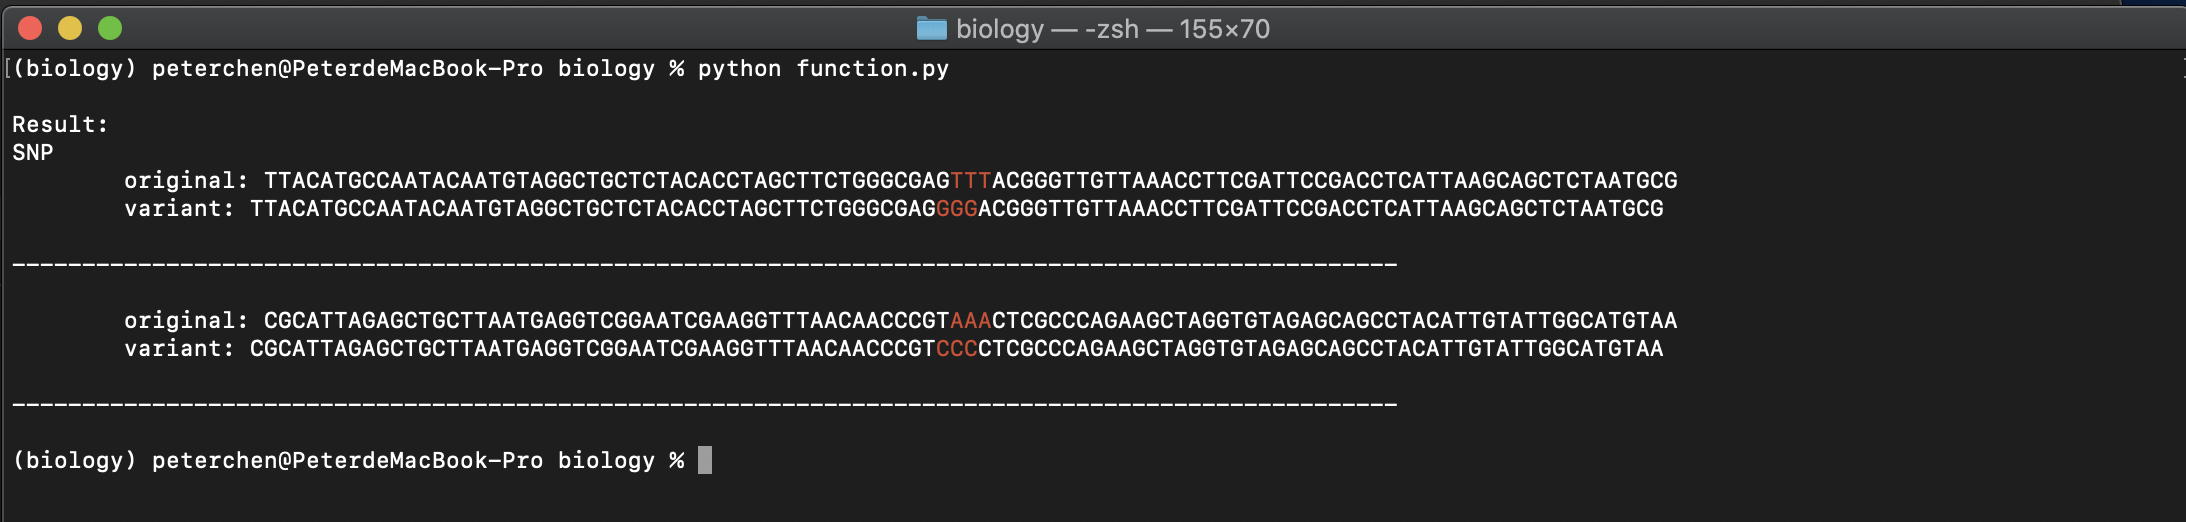 biology — -zsh — 155×70
(biology) peterchen@PeterdeMacBook-Pro biology % python function.py
Result:
SNP
original: TTACATGCCAATACAATGTAGGCTGCTCTACACCTAGCTTCTGGGCGAGTTTACGGGTTGTTAAACCTTCGATTCCGACCTCATTAAGCAGCTCTAATGCG
variant: TTACATGCCAATACAATGTAGGCTGCTCTACACCTAGCTTCTGGGCGAGGGGACGGGTTGTTAAACCTTCGATTCCGACCTCATTAAGCAGCTCTAATGCG
---------------------------------------------------------------------------------------------------
original: CGCATTAGAGCTGCTTAATGAGGTCGGAATCGAAGGTTTAACAACCCGTAAACTCGCCCAGAAGCTAGGTGTAGAGCAGCCTACATTGTATTGGCATGTAA
variant: CGCATTAGAGCTGCTTAATGAGGTCGGAATCGAAGGTTTAACAACCCGTCCCCTCGCCCAGAAGCTAGGTGTAGAGCAGCCTACATTGTATTGGCATGTAA
---------------------------------------------------------------------------------------------------
(biology) peterchen@PeterdeMacBook-Pro biology %